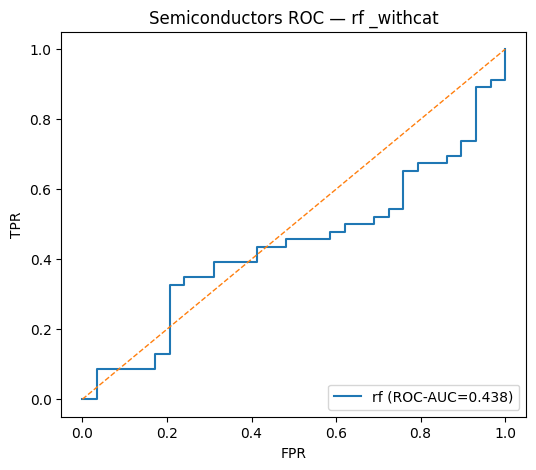 Semiconductors ROC — rf _withcat
1.0
0.8
0.6
0.4
0.2
0.0
TPR
rf (ROC-AUC=0.438)
0.0 0.2 0.4 0.6 0.8 1.0
FPR